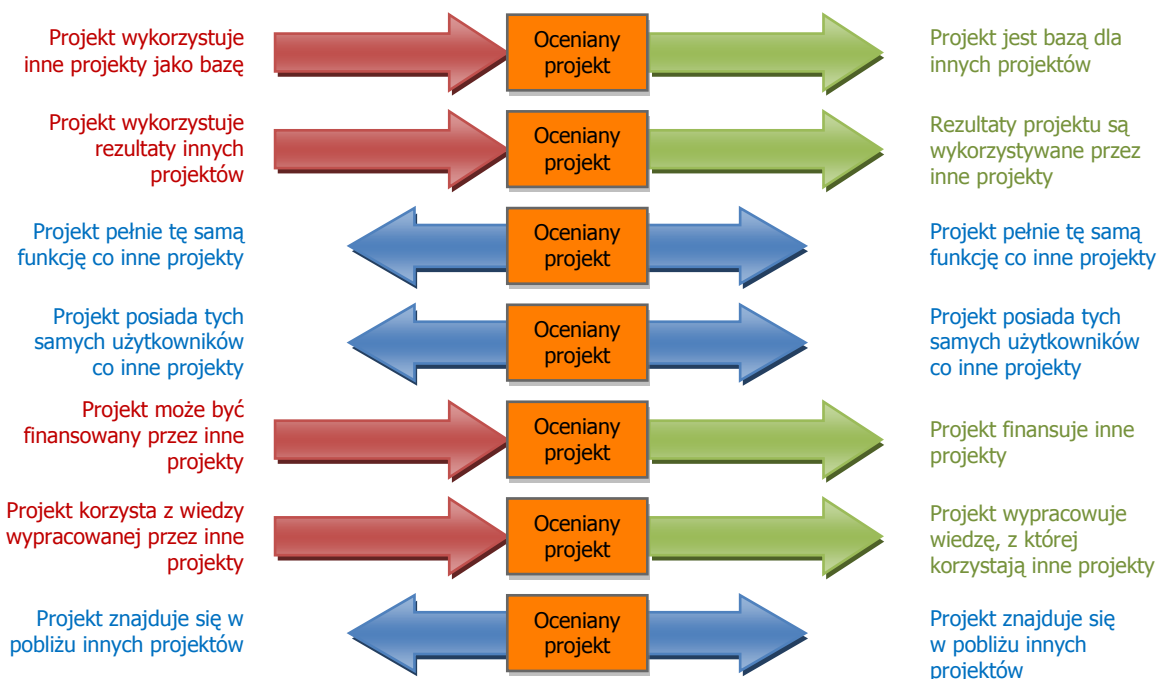 Projekt wykorzystuje
inne projekty jako bazę
Oceniany
projekt
Projekt jest bazą dla
innych projektów
Projekt wykorzystuje
rezultaty innych
projektów
Oceniany
projekt
Rezultaty projektu są
wykorzystywane przez
inne projekty
Projekt pełnie tę samą
funkcję co inne projekty
Oceniany
projekt
Projekt pełnie tę samą
funkcję co inne projekty
Projekt posiada tych
samych użytkowników
co inne projekty
Oceniany
projekt
Projekt posiada tych
samych użytkowników
co inne projekty
Projekt może być
finansowany przez inne
projekty
Oceniany
projekt
Projekt finansuje inne
projekty
Projekt korzysta z wiedzy
wypracowanej przez inne
projekty
Oceniany
projekt
Projekt wypracowuje
wiedzę, z której
korzystają inne projekty
Projekt znajduje się w
pobliżu innych projektów
Oceniany
projekt
Projekt znajduje się
w pobliżu innych
projektów